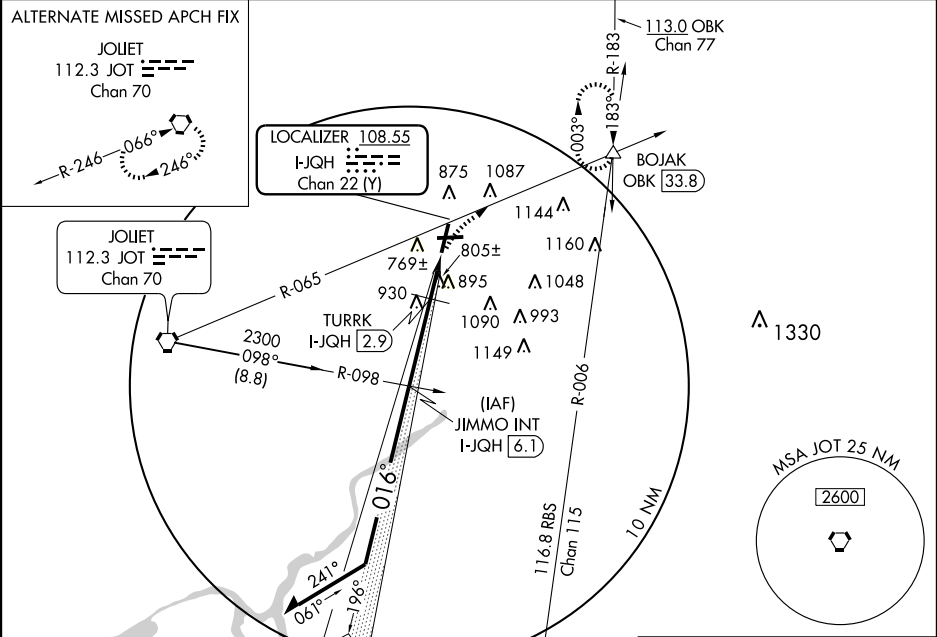 ALTERNATE MISSED APCH FIX
JOLIET
112.3 JOT
Chan 70
R-246
066°
246°
113.0 OBK
Chan 77
R-183
183°
003°
LOCALIZER 108.55
I-JQH
Chan 22 (Y)
BOJAK
OBK 33.8
875
1087
1144
1160
JOLIET
112.3 JOT
Chan 70
769±
805±
R-065
895
1048
930
1090
993
TURRK
I-JQH 2.9
1149
1330
2300
098°
(8.8)
R-098
R-006
(IAF)
JIMMO INT
I-JQH 6.1
016°
MSA JOT 25 NM
2600
10 NM
116.8 RBS
Chan 115
241°
061°
196°